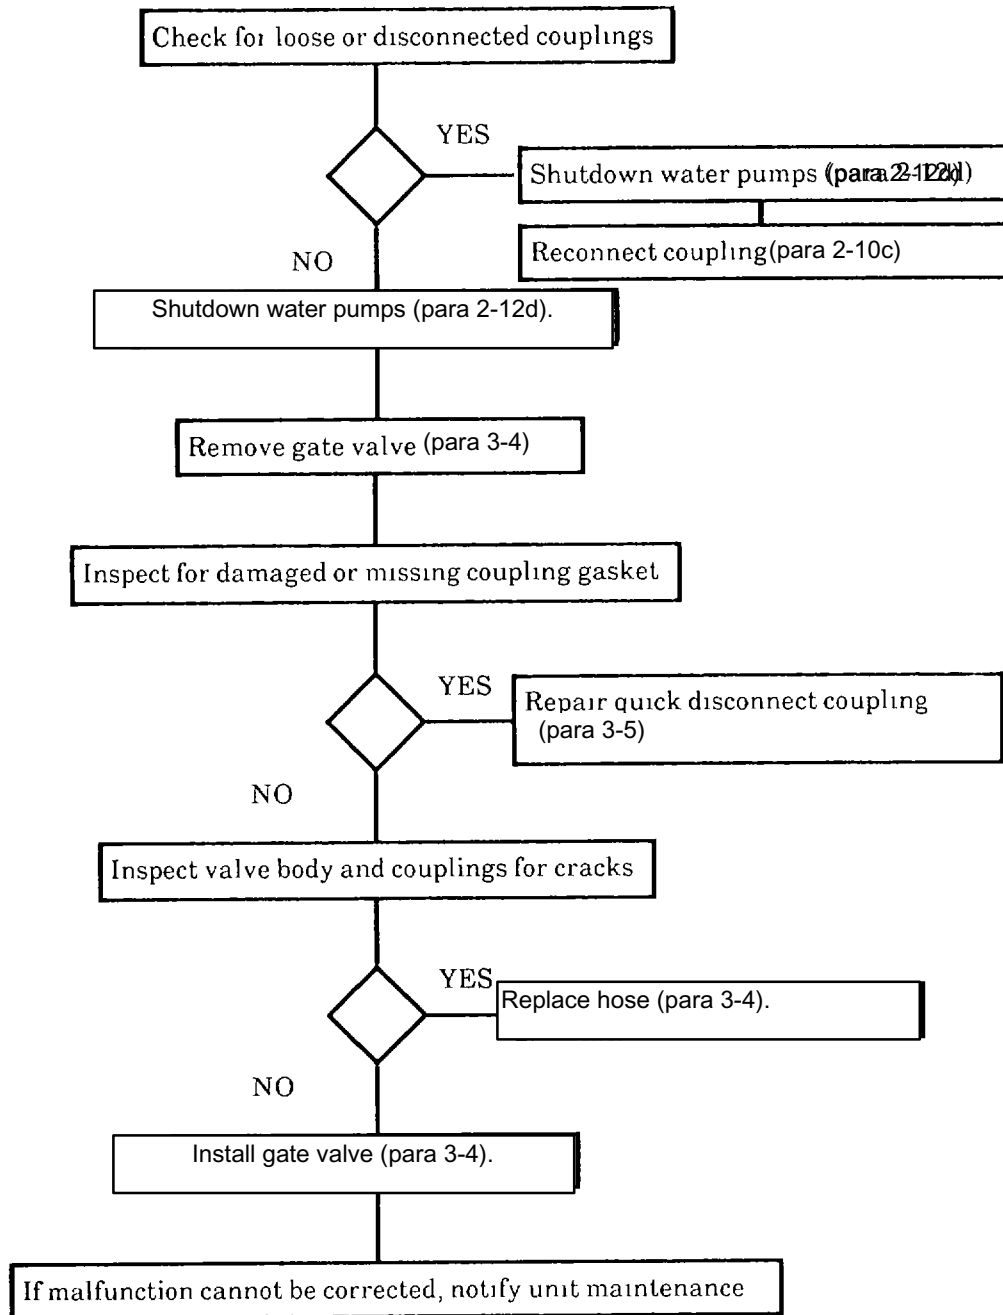 Check for loose or disconnected couplings
YES
Shutdown water pumps (para 2-12d)
Reconnect coupling (para 2-10c)
NO
Shutdown water pumps (para 2-12d).
Remove gate valve (para 3-4)
Inspect for damaged or missing coupling gasket
YES
Repair quick disconnect coupling
(para 3-5)
NO
Inspect valve body and couplings for cracks
YES
Replace hose (para 3-4).
NO
Install gate valve (para 3-4).
If malfunction cannot be corrected, notify unit maintenance